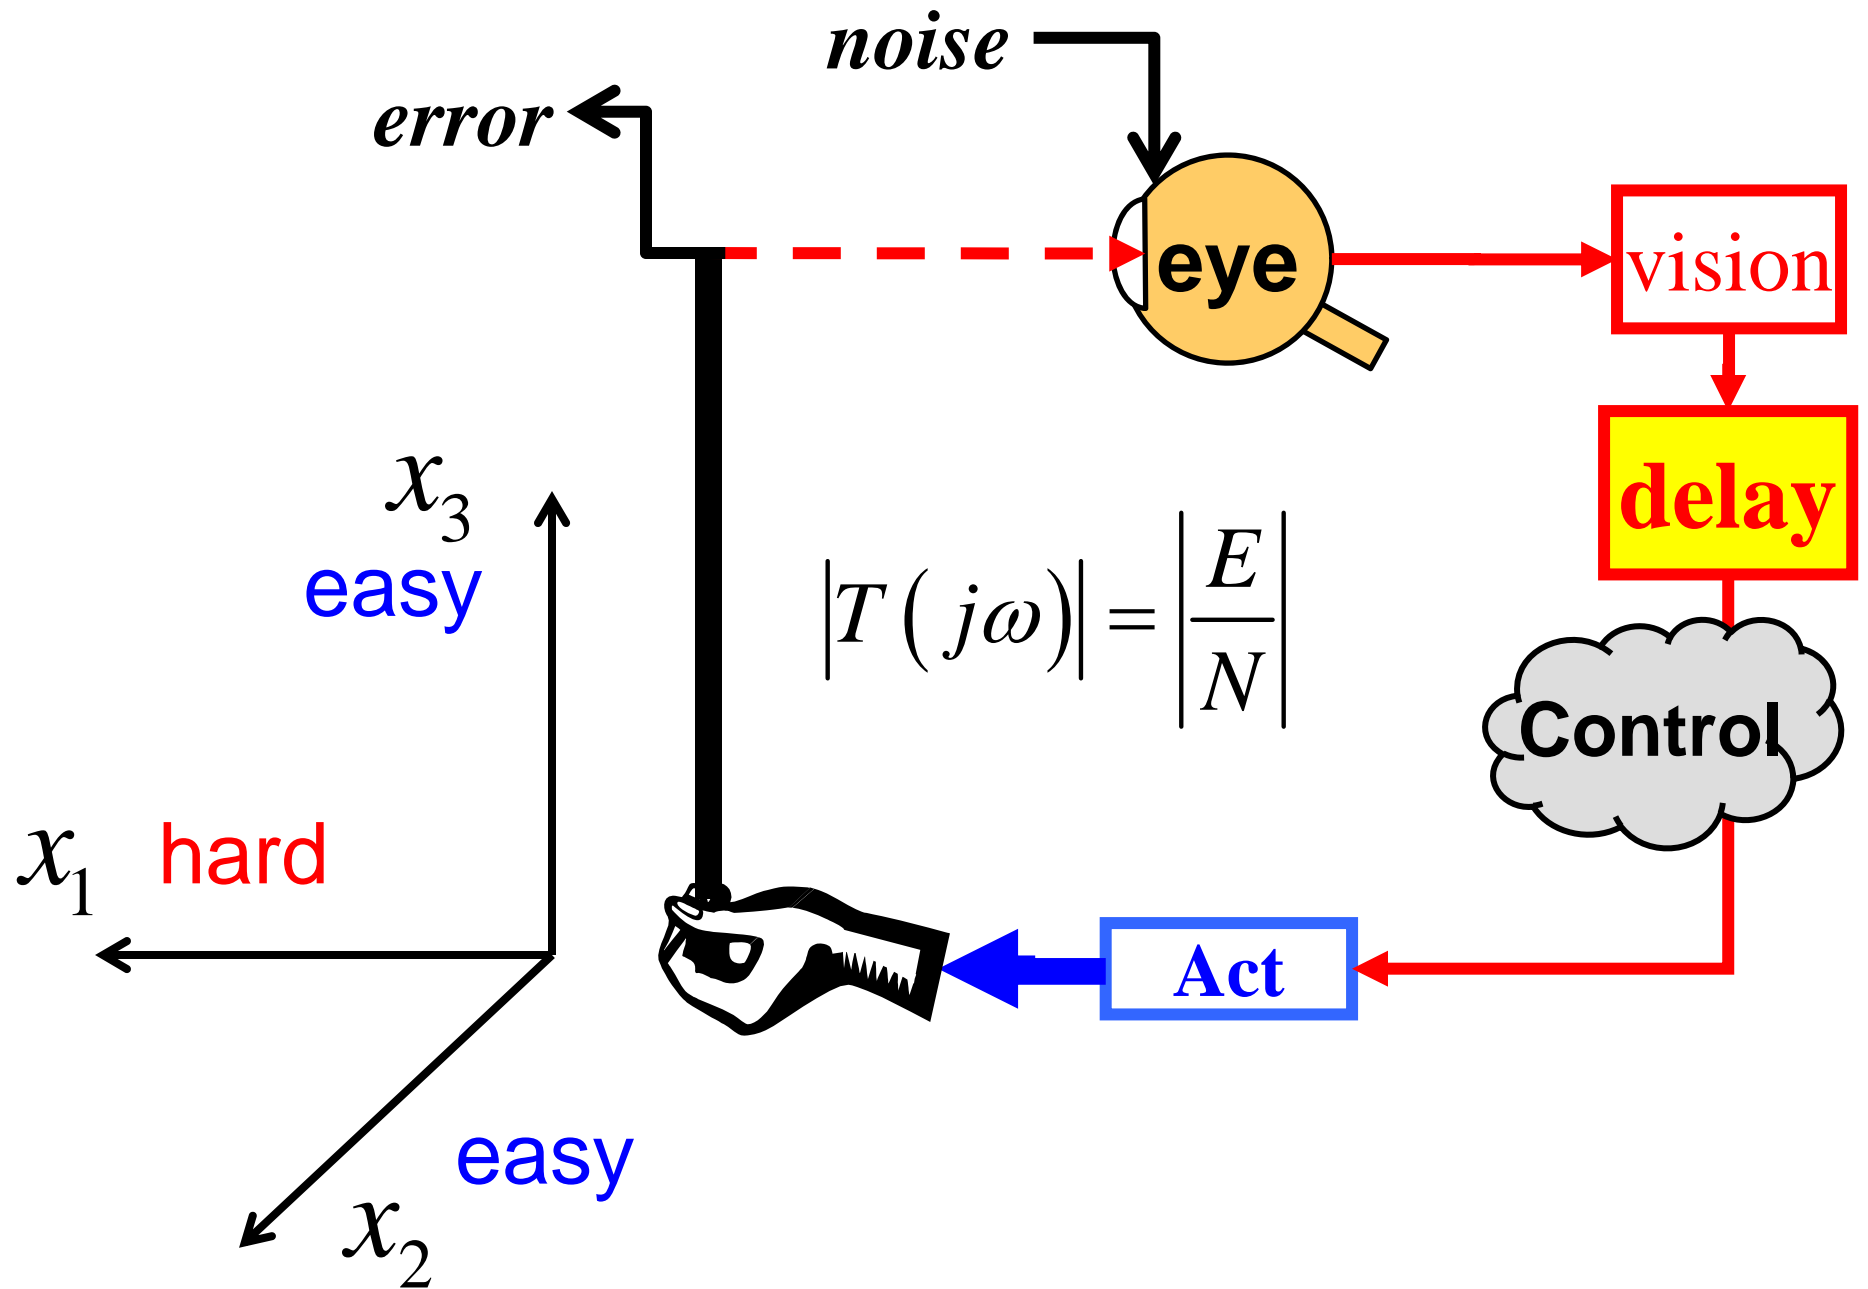 noise
error
eye
vision
delay
x₃
easy
|T(jω)| = |E/N|
Control
x₁ hard
Act
easy
x₂